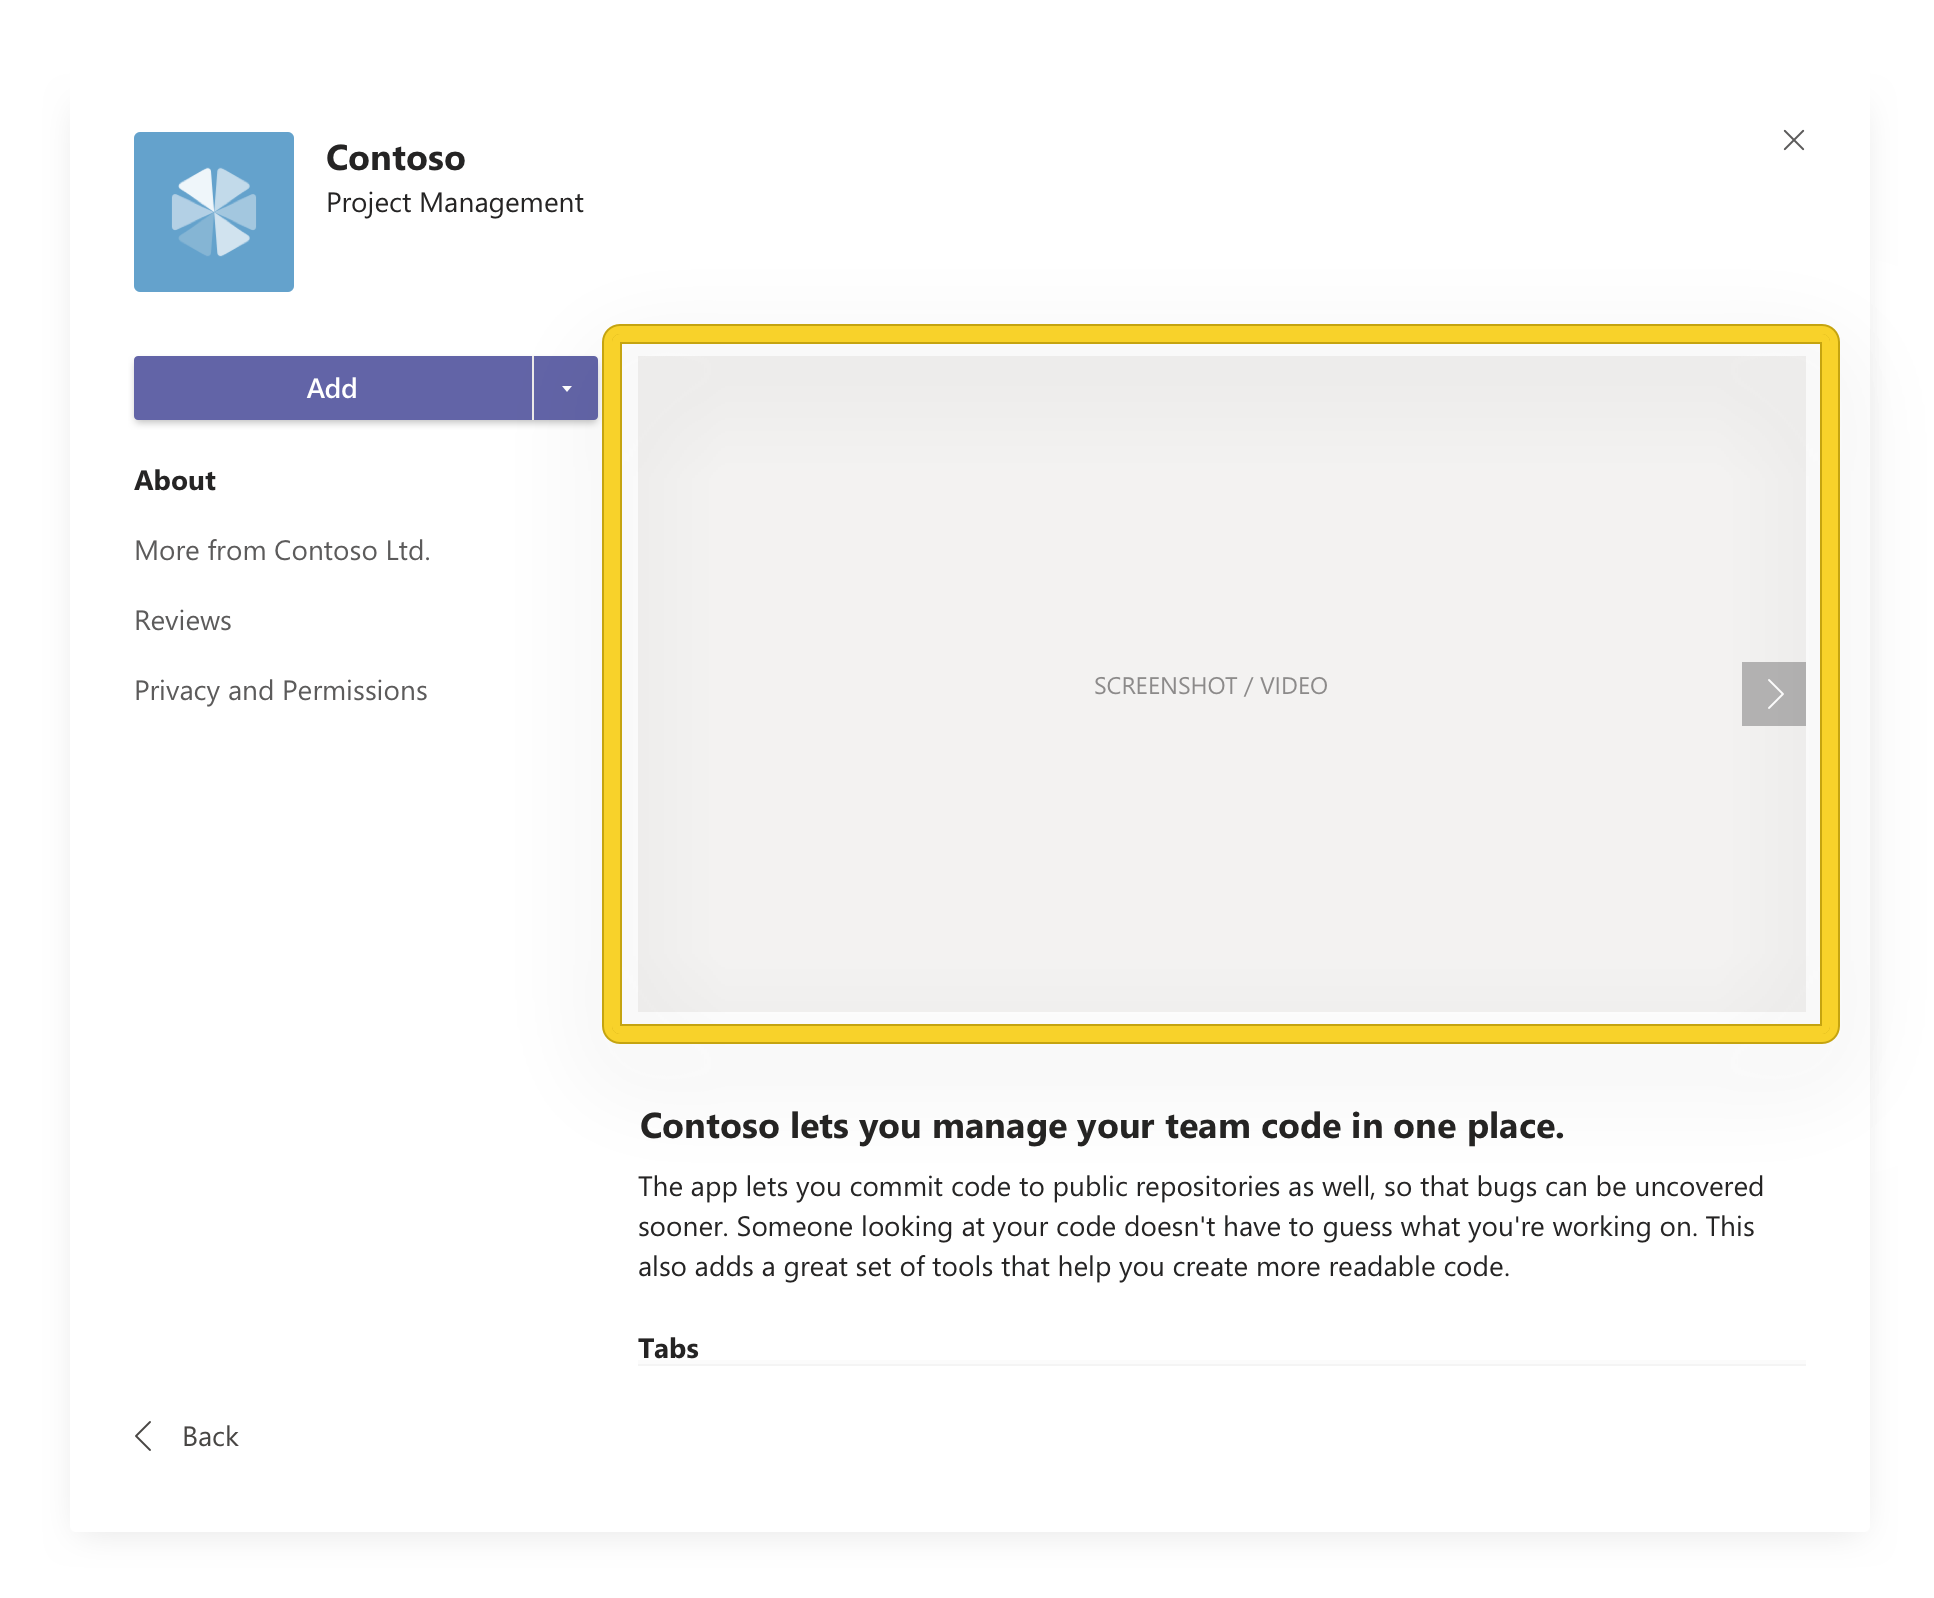 Contoso
Project Management
Add
About
More from Contoso Ltd.
Reviews
Privacy and Permissions
SCREENSHOT / VIDEO
Contoso lets you manage your team code in one place.
The app lets you commit code to public repositories as well, so that bugs can be uncovered
sooner. Someone looking at your code doesn't have to guess what you're working on. This
also adds a great set of tools that help you create more readable code.
Tabs
Back